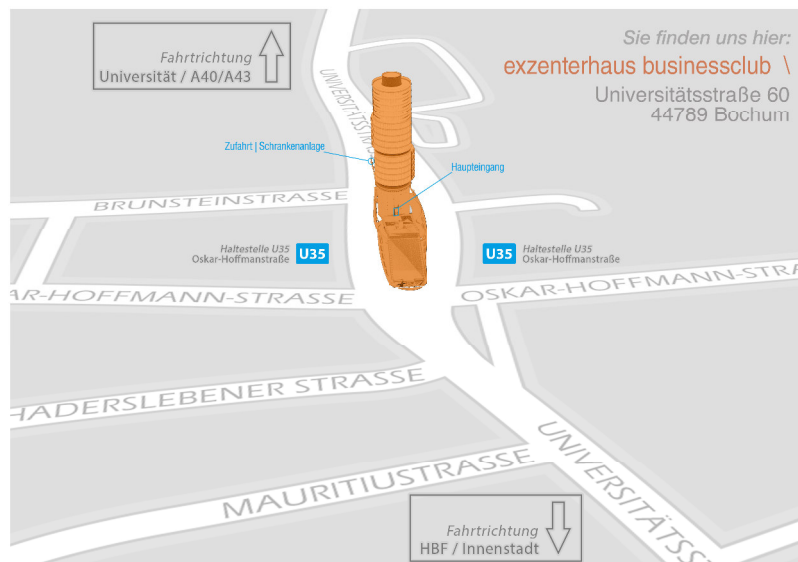 Fahrtrichtung
Universität / A40/A43
Sie finden uns hier:
exzenterhaus businessclub \
Universitätsstraße 60
44789 Bochum
Zufahrt | Schrankenanlage
Haupteingang
BRUNSTEINSTRASSE
Haltestelle U35
Oskar-Hoffmanstraße
U35
U35
Haltestelle U35
Oskar-Hoffmanstraße
AR-HOFFMANN-STRASSE
OSKAR-HOFFMANN-STRA
HADERSLEBENER STRASSE
MAURITIUSTRASSE
UNIVERSITÄTSS
Fahrtrichtung
HBF / Innenstadt